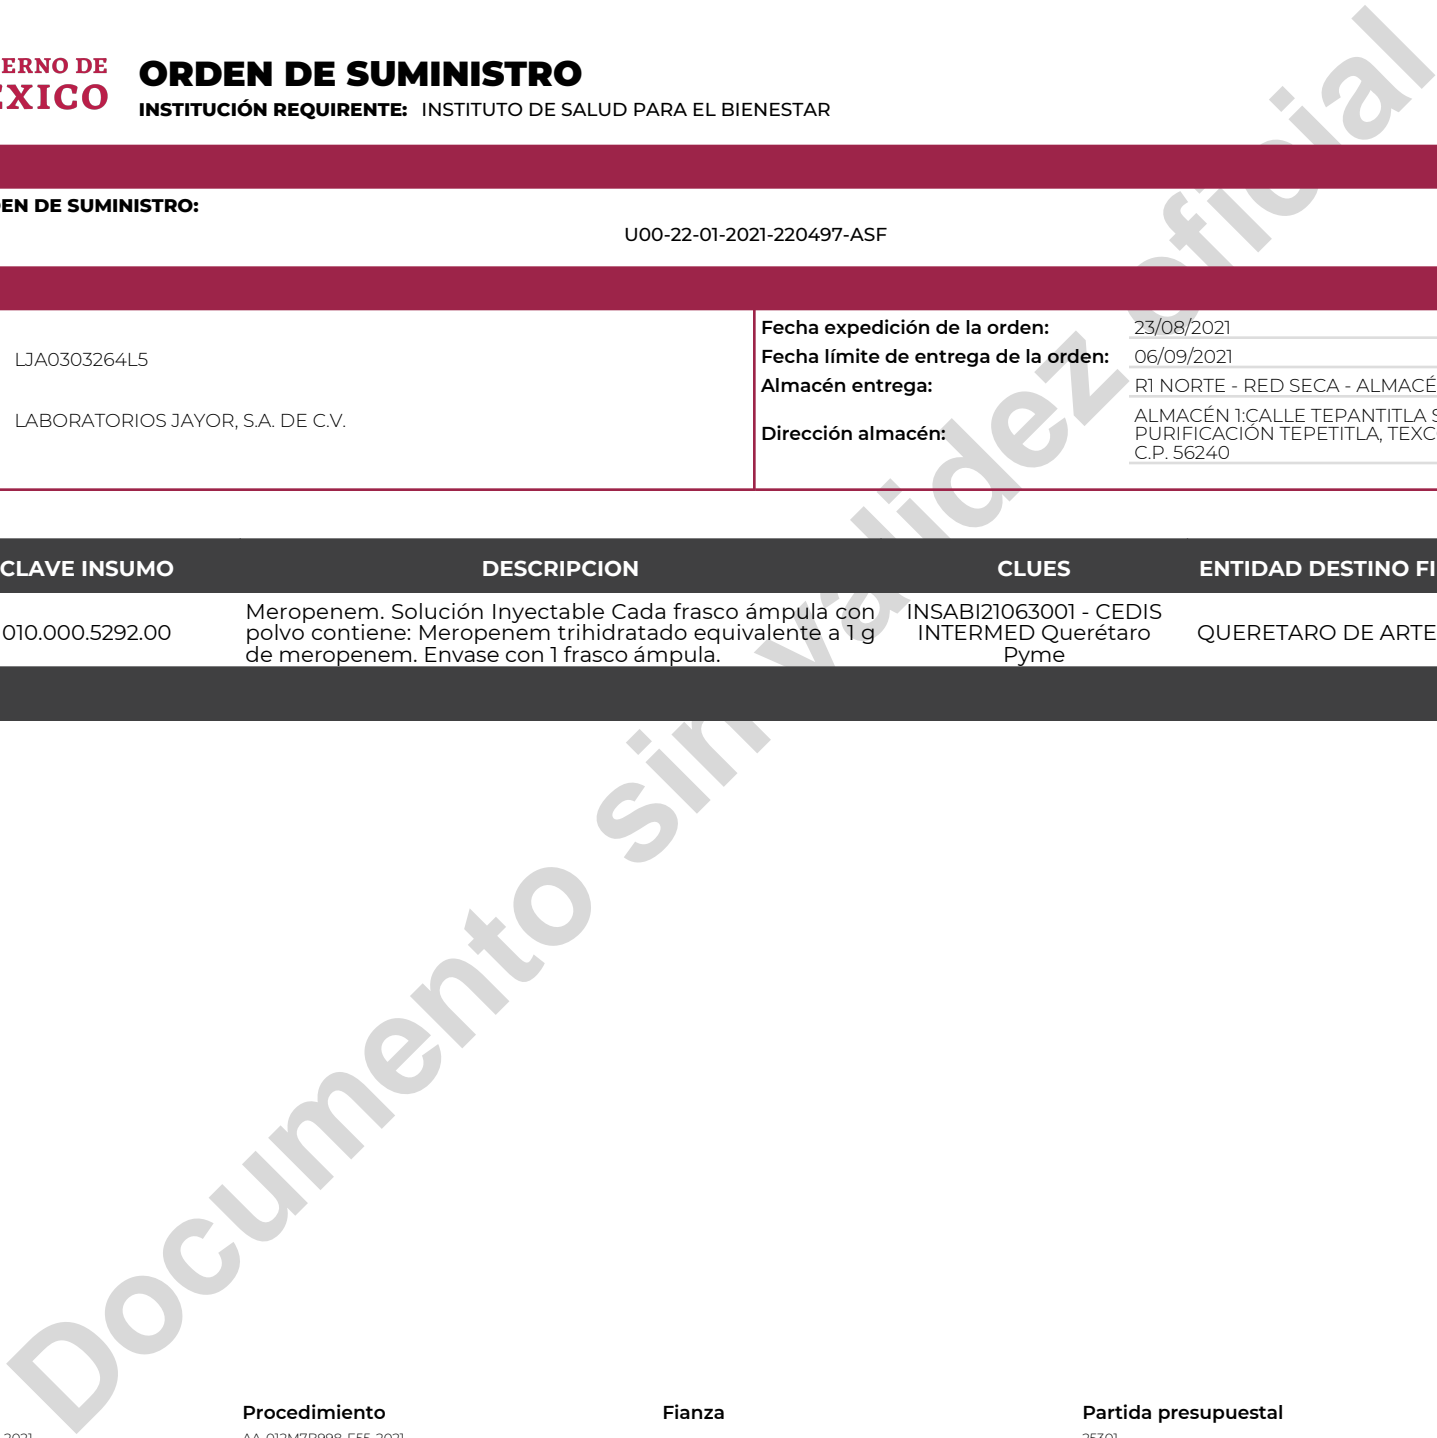 ERNO DE
EXICO
ORDEN DE SUMINISTRO
INSTITUCIÓN REQUIRENTE: INSTITUTO DE SALUD PARA EL BIENESTAR
EN DE SUMINISTRO:
U00-22-01-2021-220497-ASF
LJA0303264L5
LABORATORIOS JAYOR, S.A. DE C.V.
Fecha expedición de la orden: 23/08/2021
Fecha límite de entrega de la orden: 06/09/2021
Almacén entrega: R1 NORTE - RED SECA - ALMACÉ
Dirección almacén: ALMACÉN 1:CALLE TEPANTITLA S
PURIFICACIÓN TEPETITLA, TEXC
C.P. 56240
CLAVE INSUMO DESCRIPCION CLUES ENTIDAD DESTINO FI
010.000.5292.00
Meropenem. Solución Inyectable Cada frasco ámpula con
polvo contiene: Meropenem trihidratado equivalente a 1 g
de meropenem. Envase con 1 frasco ámpula.
INSABI21063001 - CEDIS
INTERMED Querétaro
Pyme
QUERETARO DE ARTE
Documento sin validez oficial
Procedimiento Fianza Partida presupuestal